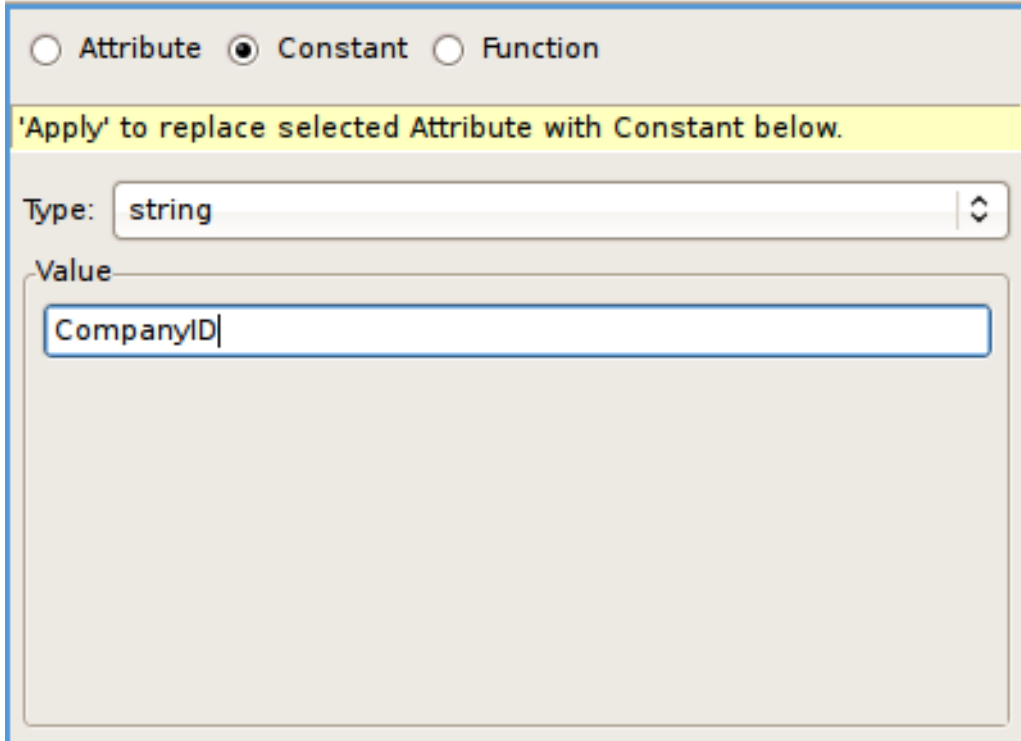 Attribute Constant Function
'Apply' to replace selected Attribute with Constant below.
Type: string
Value
CompanyID